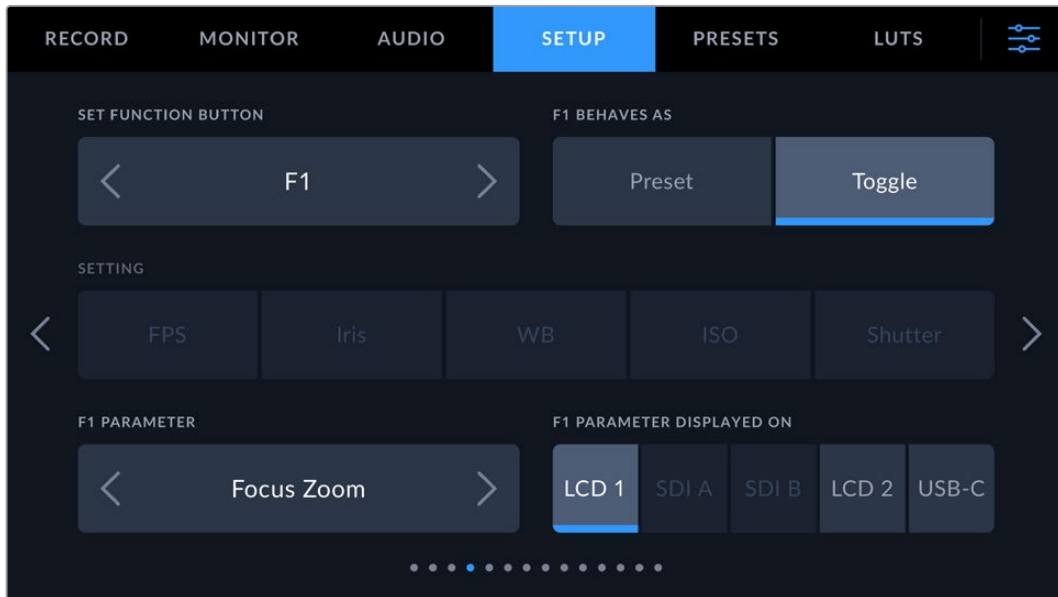 RECORD MONITOR AUDIO SETUP PRESETS LUTS
SET FUNCTION BUTTON F1 BEHAVES AS
F1 Preset Toggle
SETTING
FPS Iris WB ISO Shutter
F1 PARAMETER F1 PARAMETER DISPLAYED ON
Focus Zoom LCD 1 SDI A SDI B LCD 2 USB-C